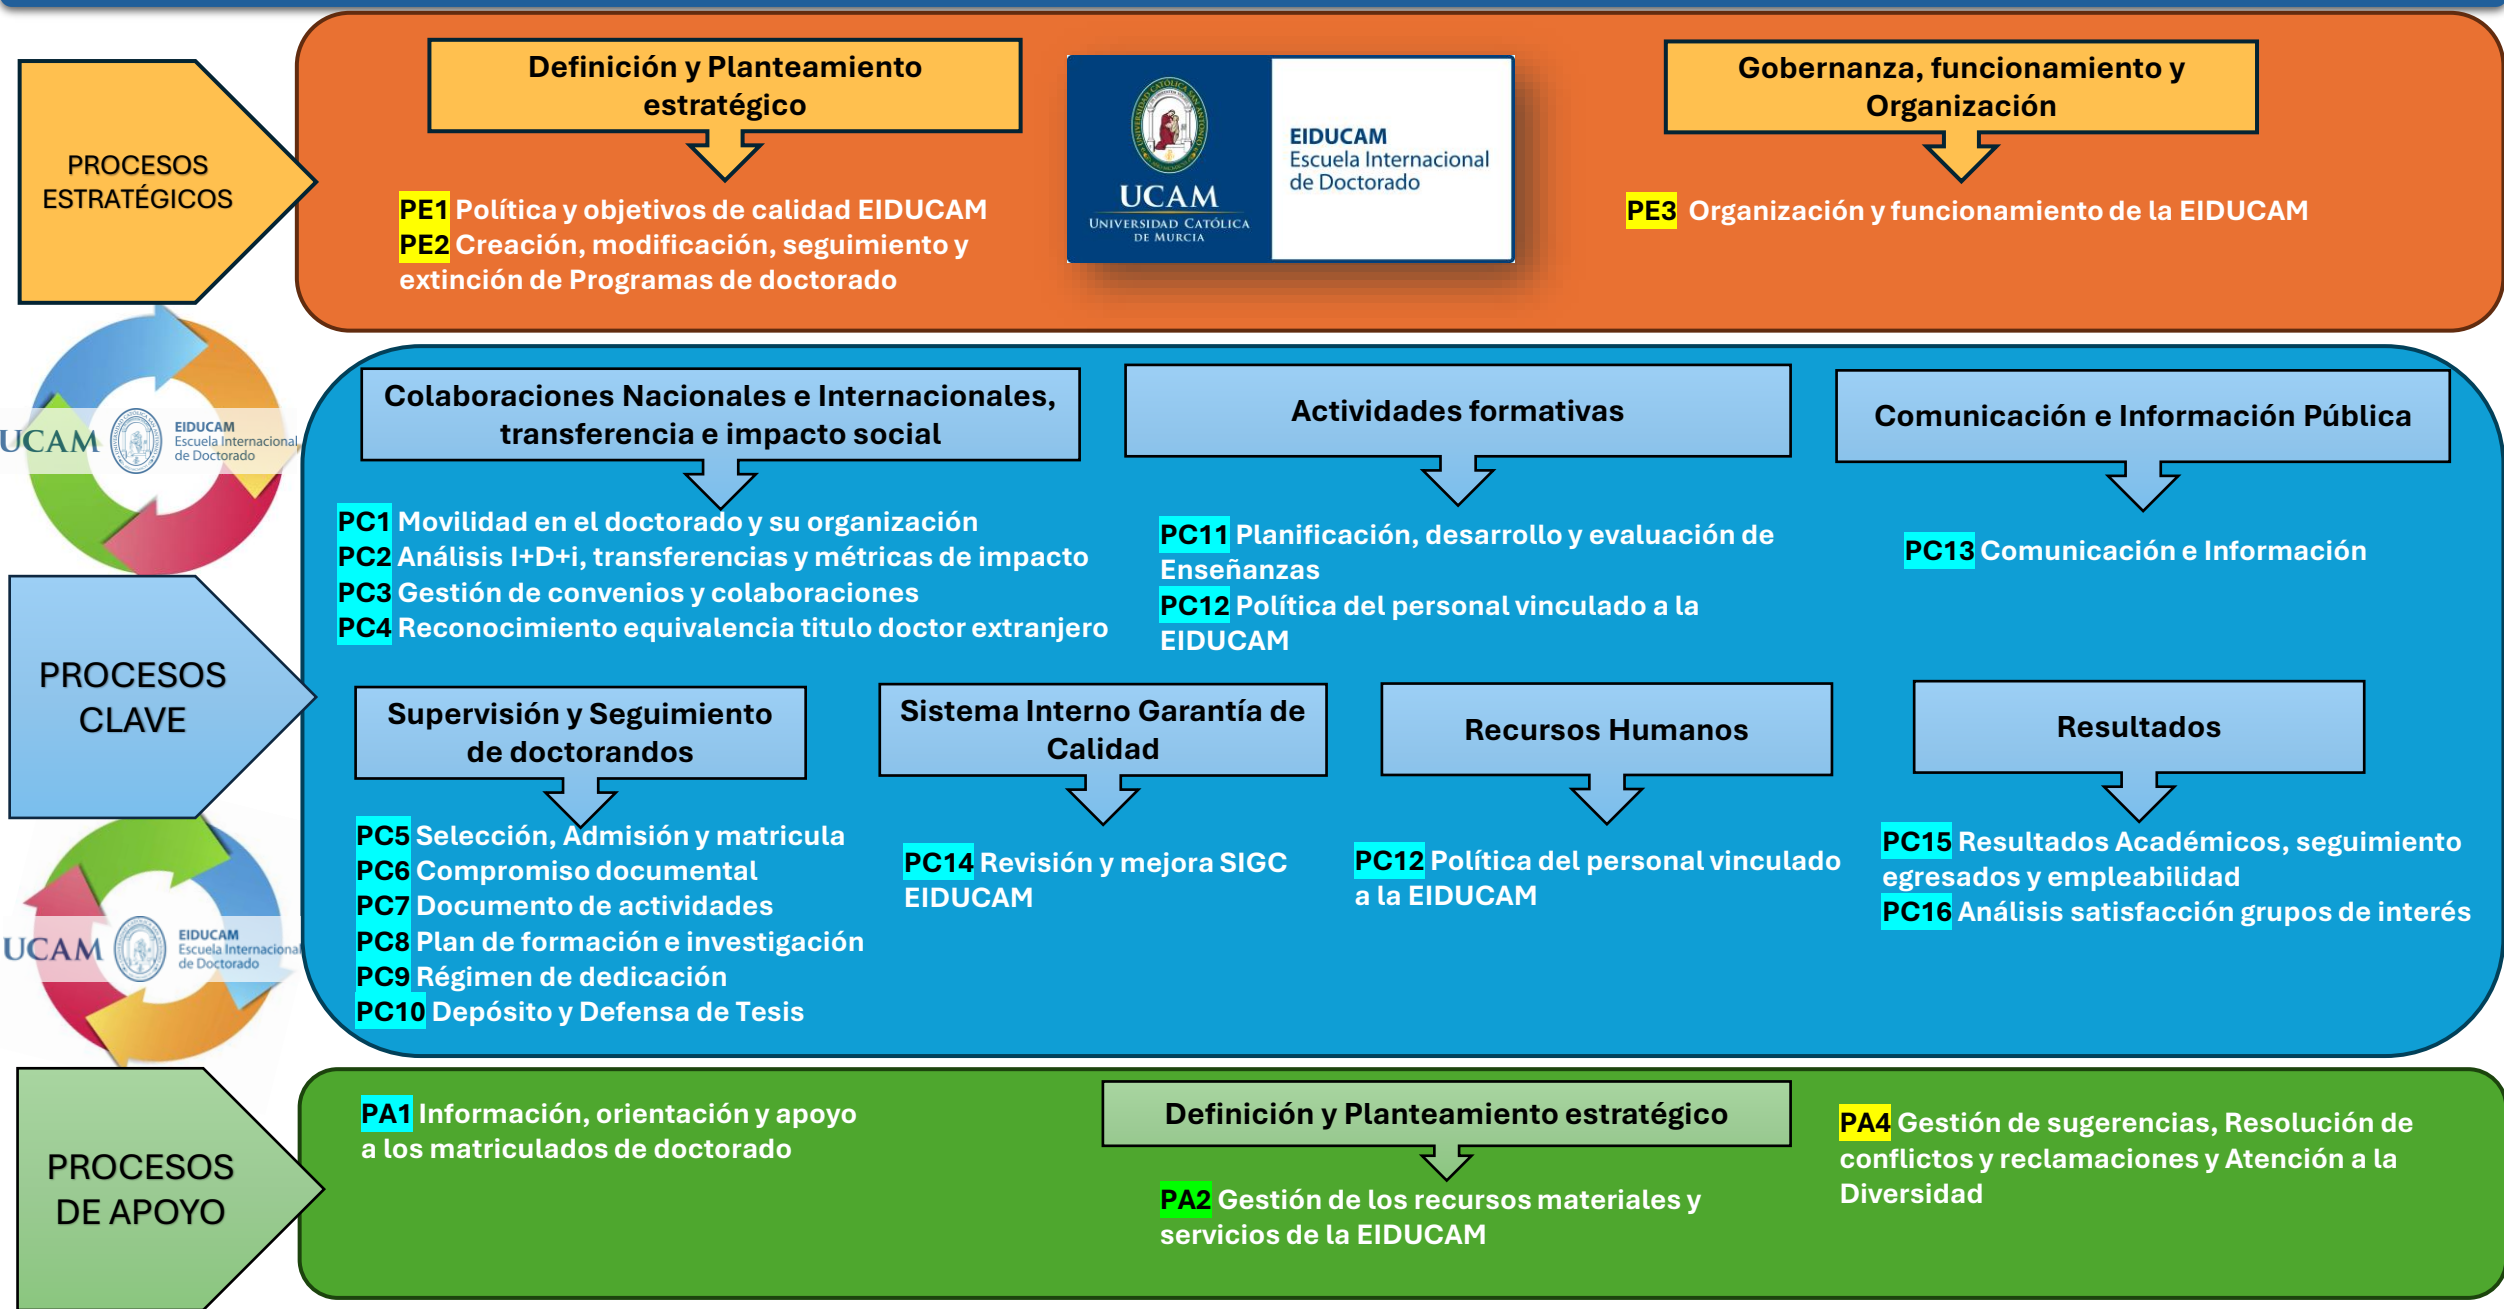 PROCESOS
ESTRATÉGICOS
Definición y Planteamiento
estratégico
PE1 Política y objetivos de calidad EIDUCAM
PE2 Creación, modificación, seguimiento y
extinción de Programas de doctorado
UCAM
UNIVERSIDAD CATÓLICA
DE MURCIA
EIDUCAM
Escuela Internacional
de Doctorado
Gobernanza, funcionamiento y
Organización
PE3 Organización y funcionamiento de la EIDUCAM
UCAM
EIDUCAM
Escuela Internacional
de Doctorado
PROCESOS
CLAVE
Colaboraciones Nacionales e Internacionales,
transferencia e impacto social
PC1 Movilidad en el doctorado y su organización
PC2 Análisis I+D+i, transferencias y métricas de impacto
PC3 Gestión de convenios y colaboraciones
PC4 Reconocimiento equivalencia titulo doctor extranjero
Actividades formativas
PC11 Planificación, desarrollo y evaluación de
Enseñanzas
PC12 Política del personal vinculado a la
EIDUCAM
Comunicación e Información Pública
PC13 Comunicación e Información
Supervisión y Seguimiento
de doctorandos
PC5 Selección, Admisión y matricula
PC6 Compromiso documental
PC7 Documento de actividades
PC8 Plan de formación e investigación
PC9 Régimen de dedicación
PC10 Depósito y Defensa de Tesis
Sistema Interno Garantía de
Calidad
PC14 Revisión y mejora SIGC
EIDUCAM
Recursos Humanos
PC12 Política del personal vinculado
a la EIDUCAM
Resultados
PC15 Resultados Académicos, seguimiento
egresados y empleabilidad
PC16 Análisis satisfacción grupos de interés
UCAM
EIDUCAM
Escuela Internacional
de Doctorado
PROCESOS
DE APOYO
PA1 Información, orientación y apoyo
a los matriculados de doctorado
Definición y Planteamiento estratégico
PA2 Gestión de los recursos materiales y
servicios de la EIDUCAM
PA4 Gestión de sugerencias, Resolución de
conflictos y reclamaciones y Atención a la
Diversidad